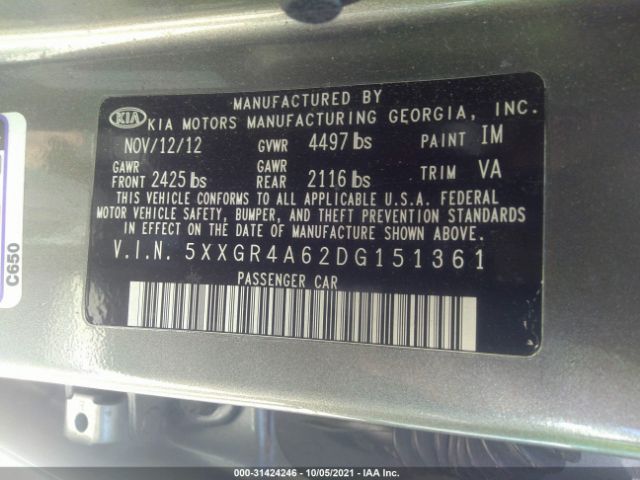 MANUFACTURED BY
KIA KIA MOTORS MANUFACTURING GEORGIA, INC.
NOV/12/12 GVWR 4497 lbs PAINT IM
GAWR FRONT 2425 lbs GAWR REAR 2116 lbs TRIM VA
THIS VEHICLE CONFORMS TO ALL APPLICABLE U.S.A. FEDERAL
MOTOR VEHICLE SAFETY, BUMPER, AND THEFT PREVENTION STANDARDS
IN EFFECT ON THE DATE OF MANUFACTURE SHOWN ABOVE.
V.I.N. 5XXGR4A62DG151361
PASSENGER CAR
C650
000-31424246 - 10/05/2021 - IAA Inc.